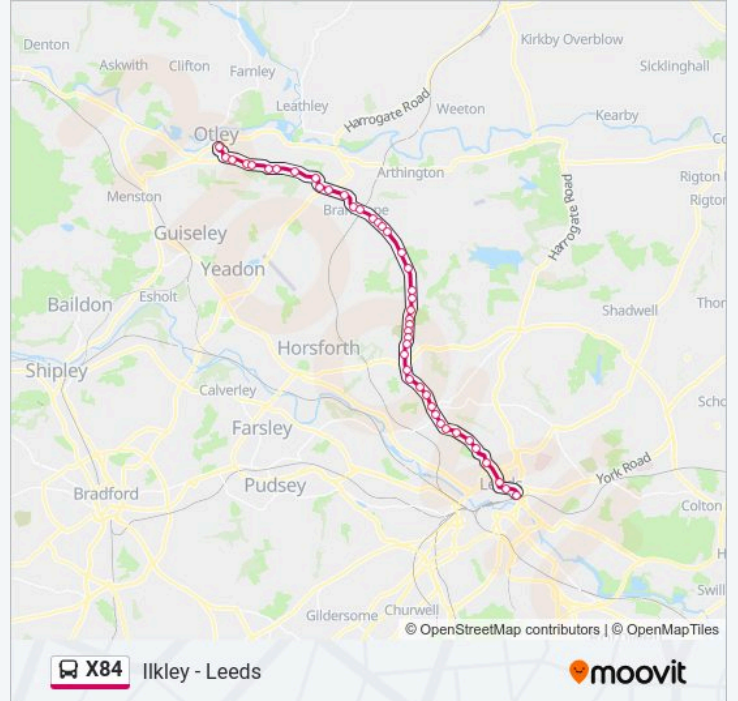 Denton
Kirkby Overblow
Askwith
Clifton
Farnley
Sicklinghall
Leathley
Harrogate Road
Weeton
Kearby
Otley
Arthington
Rigton
Menston
Harrogate Road
Guiseley
Yeadon
Esholt
Baildon
Shadwell
Horsforth
Shipley
Calverley
Farsley
York Road
Pudsey
Bradford
Colton
Gildersome
Churwell
© OpenStreetMap contributors | © OpenMapTiles
X84 Ilkley - Leeds
moovit